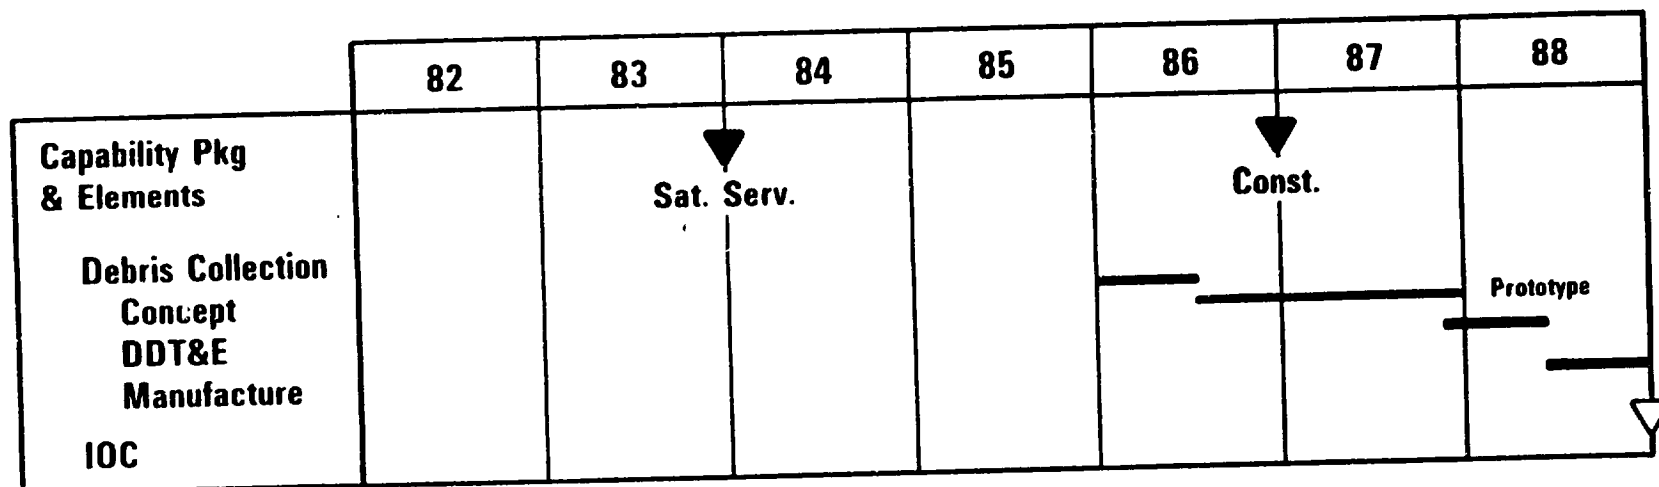 82 83 84 85 86 87 88
Capability Pkg
& Elements
Sat. Serv.
Const.
Debris Collection
Concept
DDT&E
Manufacture
IOC
Prototype